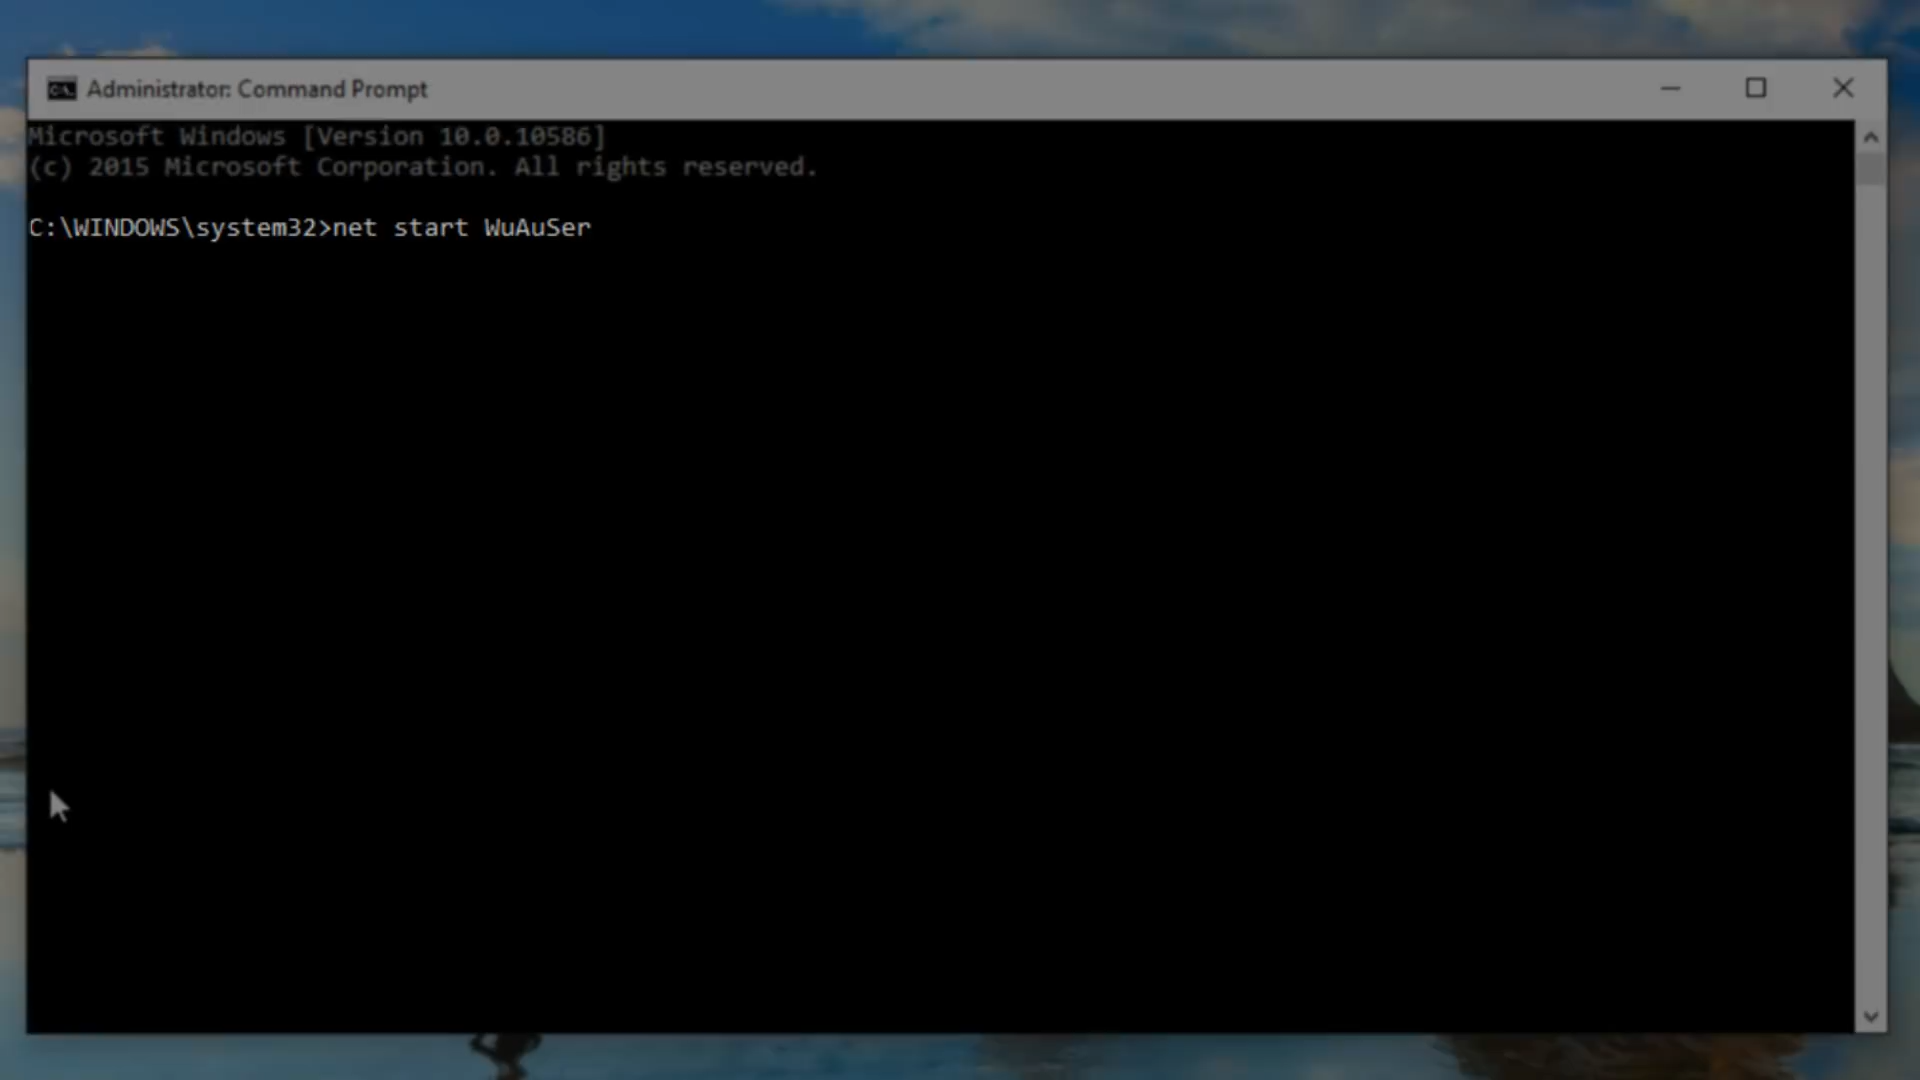 Administrator: Command Prompt
Microsoft Windows [Version 10.0.10586]
(c) 2015 Microsoft Corporation. All rights reserved.
C:\WINDOWS\system32>net start WuAuSer